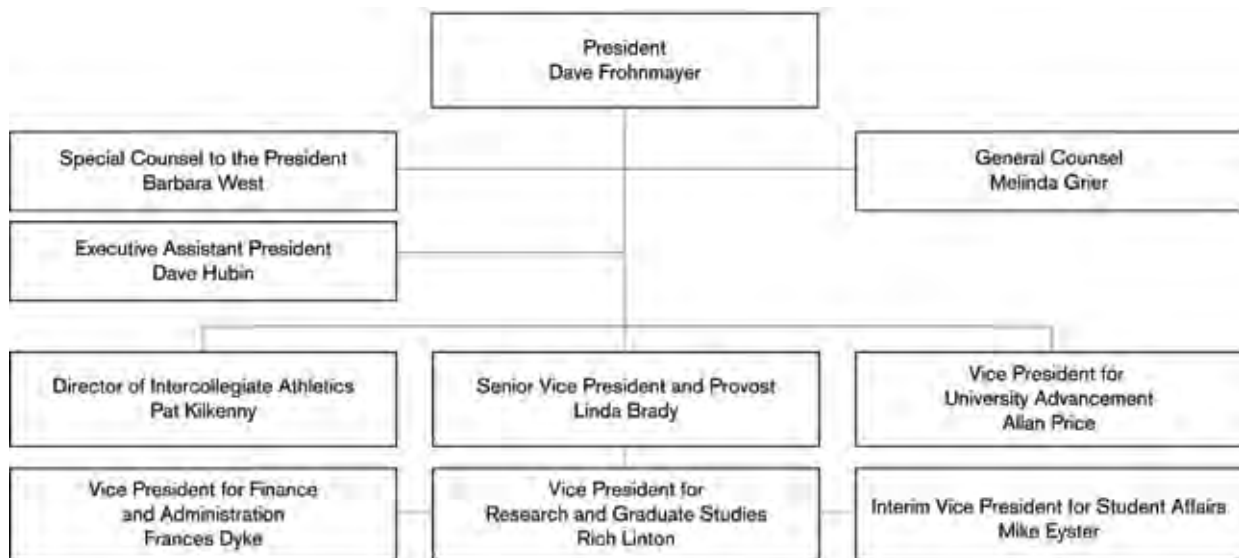 President
Dave Frohnmayer
Special Counsel to the President
Barbara West
General Counsel
Melinda Grier
Executive Assistant President
Dave Hubin
Director of Intercollegiate Athletics
Pat Kilkenny
Senior Vice President and Provost
Linda Brady
Vice President for
University Advancement
Allan Price
Vice President for Finance
and Administration
Frances Dyke
Vice President for
Research and Graduate Studies
Rich Linton
Interim Vice President for Student Affairs
Mike Eyster